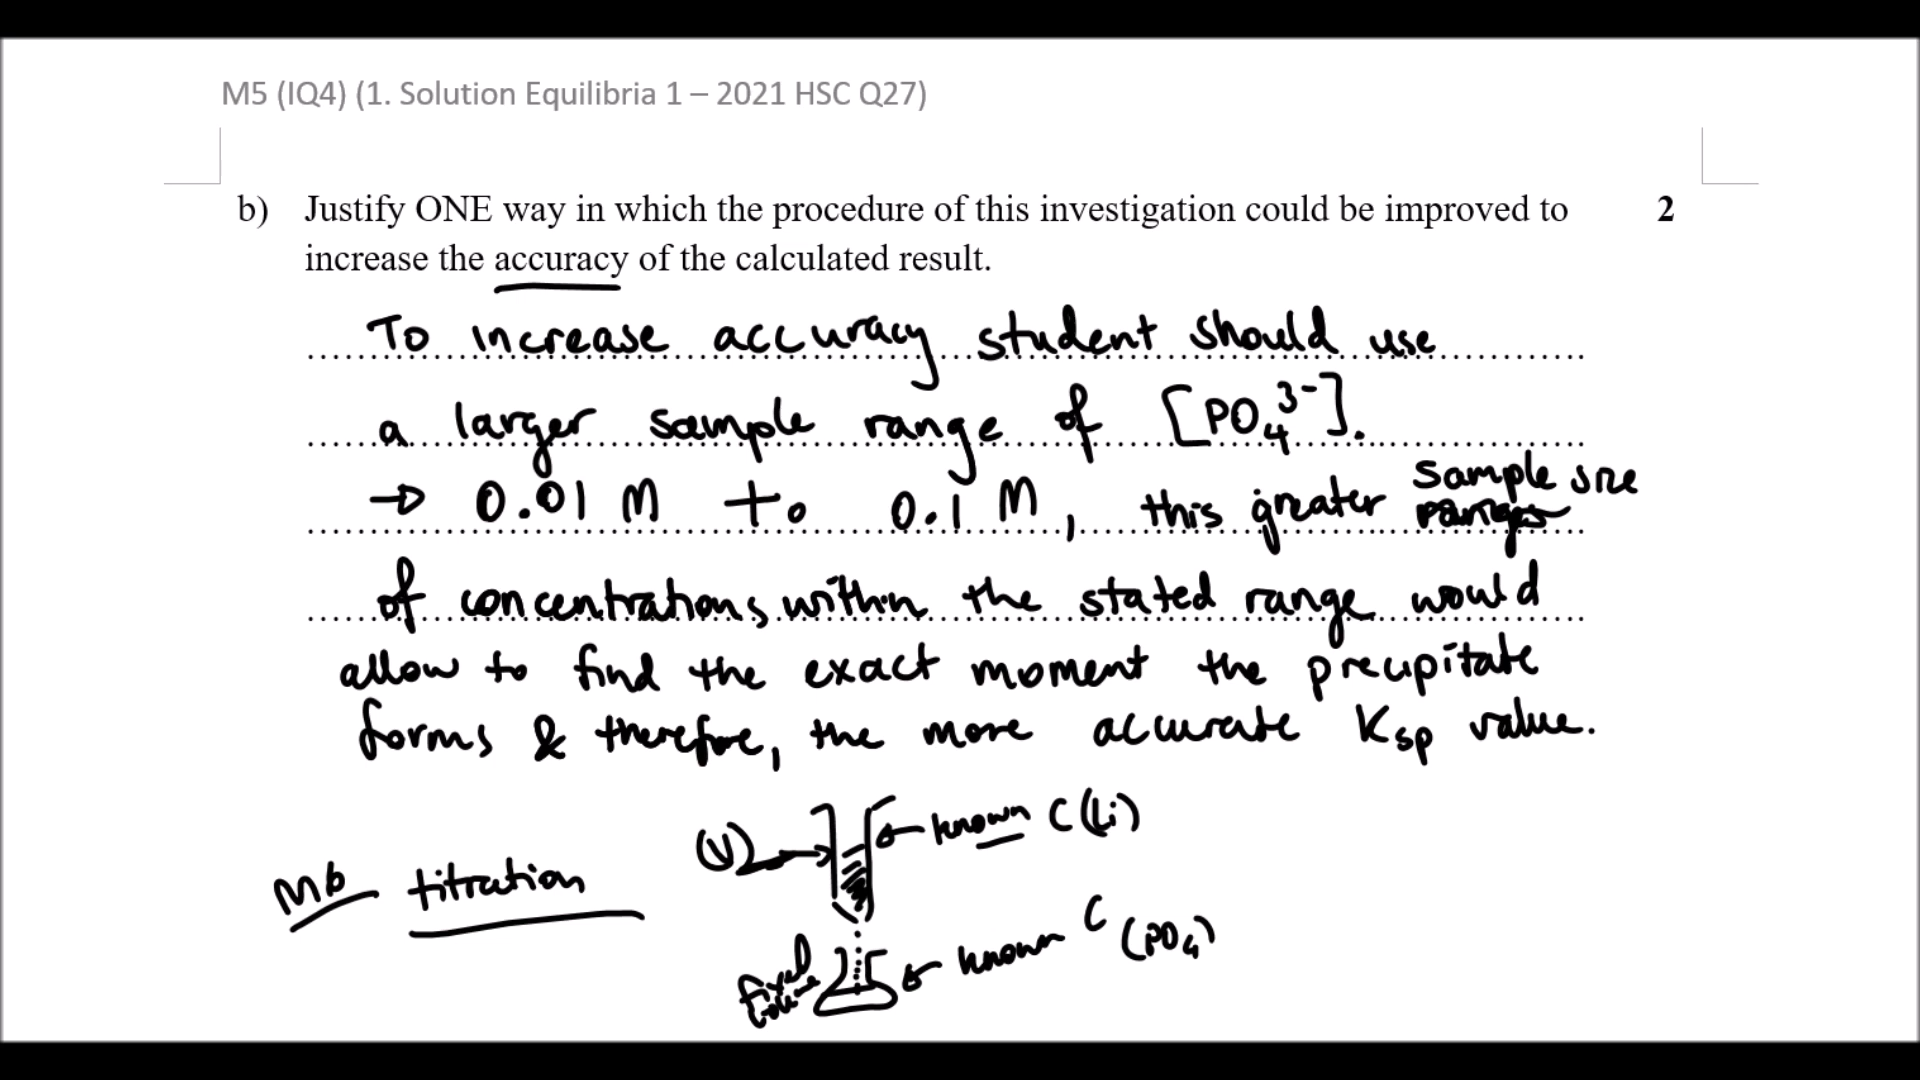 M5 (IQ4) (1. Solution Equilibria 1 – 2021 HSC Q27)
b) Justify ONE way in which the procedure of this investigation could be improved to 2
increase the accuracy of the calculated result.
To increase accuracy student should use
a larger sample range of [PO₄³⁻].
→ 0.01 M to 0.1 M, this greater sample size
of concentrations within the stated range would
allow to find the exact moment the precipitate
forms & therefore, the more accurate Ksp value.
(V) known C (Li)
M6 titration
fixed volume known C (PO₄)